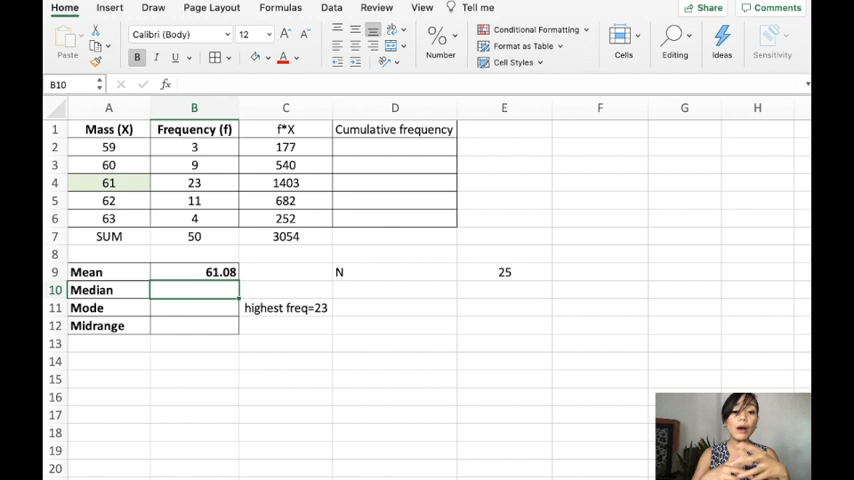 Home Insert Draw Page Layout Formulas Data Review View Tell me Share Comments
Calibri (Body) 12 Conditional Formatting
Format as Table
Cell Styles
Paste B I U A Number Cells Editing Ideas Sensitivity
B10 fx
A B C D E F G H
1 Mass (X) Frequency (f) f*X Cumulative frequency
2 59 3 177
3 60 9 540
4 61 23 1403
5 62 11 682
6 63 4 252
7 SUM 50 3054
8
9 Mean 61.08 N 25
10 Median
11 Mode highest freq=23
12 Midrange
13
14
15
16
17
18
19
20